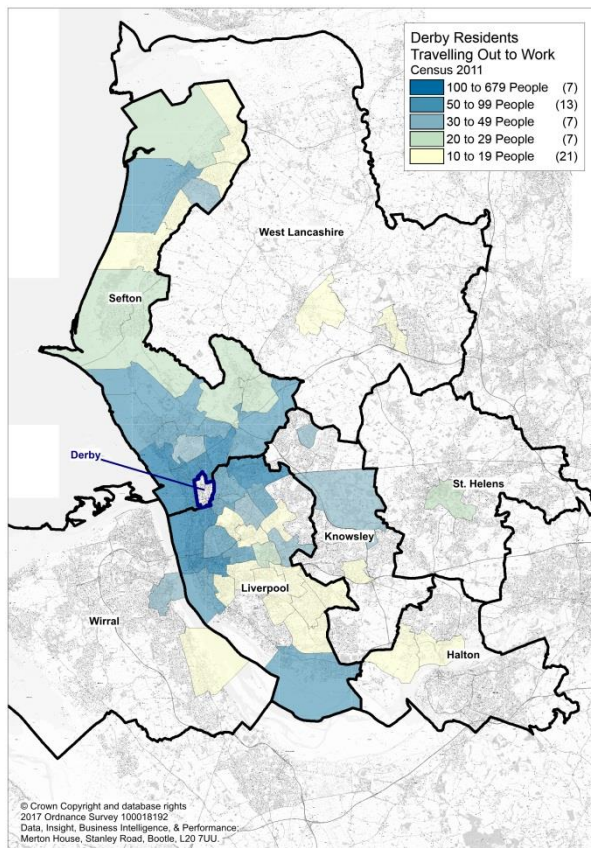 Derby Residents
Travelling Out to Work
Census 2011
100 to 679 People (7)
50 to 99 People (13)
30 to 49 People (7)
20 to 29 People (7)
10 to 19 People (21)
West Lancashire
Sefton
Derby
St. Helens
Knowsley
Liverpool
Wirral
Halton
© Crown Copyright and database rights
2017 Ordnance Survey 100018192
Data, Insight, Business Intelligence, & Performance;
Merton House, Stanley Road, Bootle, L20 7UU.